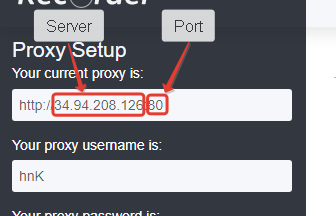 Recorder
Server
Port
Proxy Setup
Your current proxy is:
http://34.94.208.126:80
Your proxy username is:
hnK
Your proxy password is: